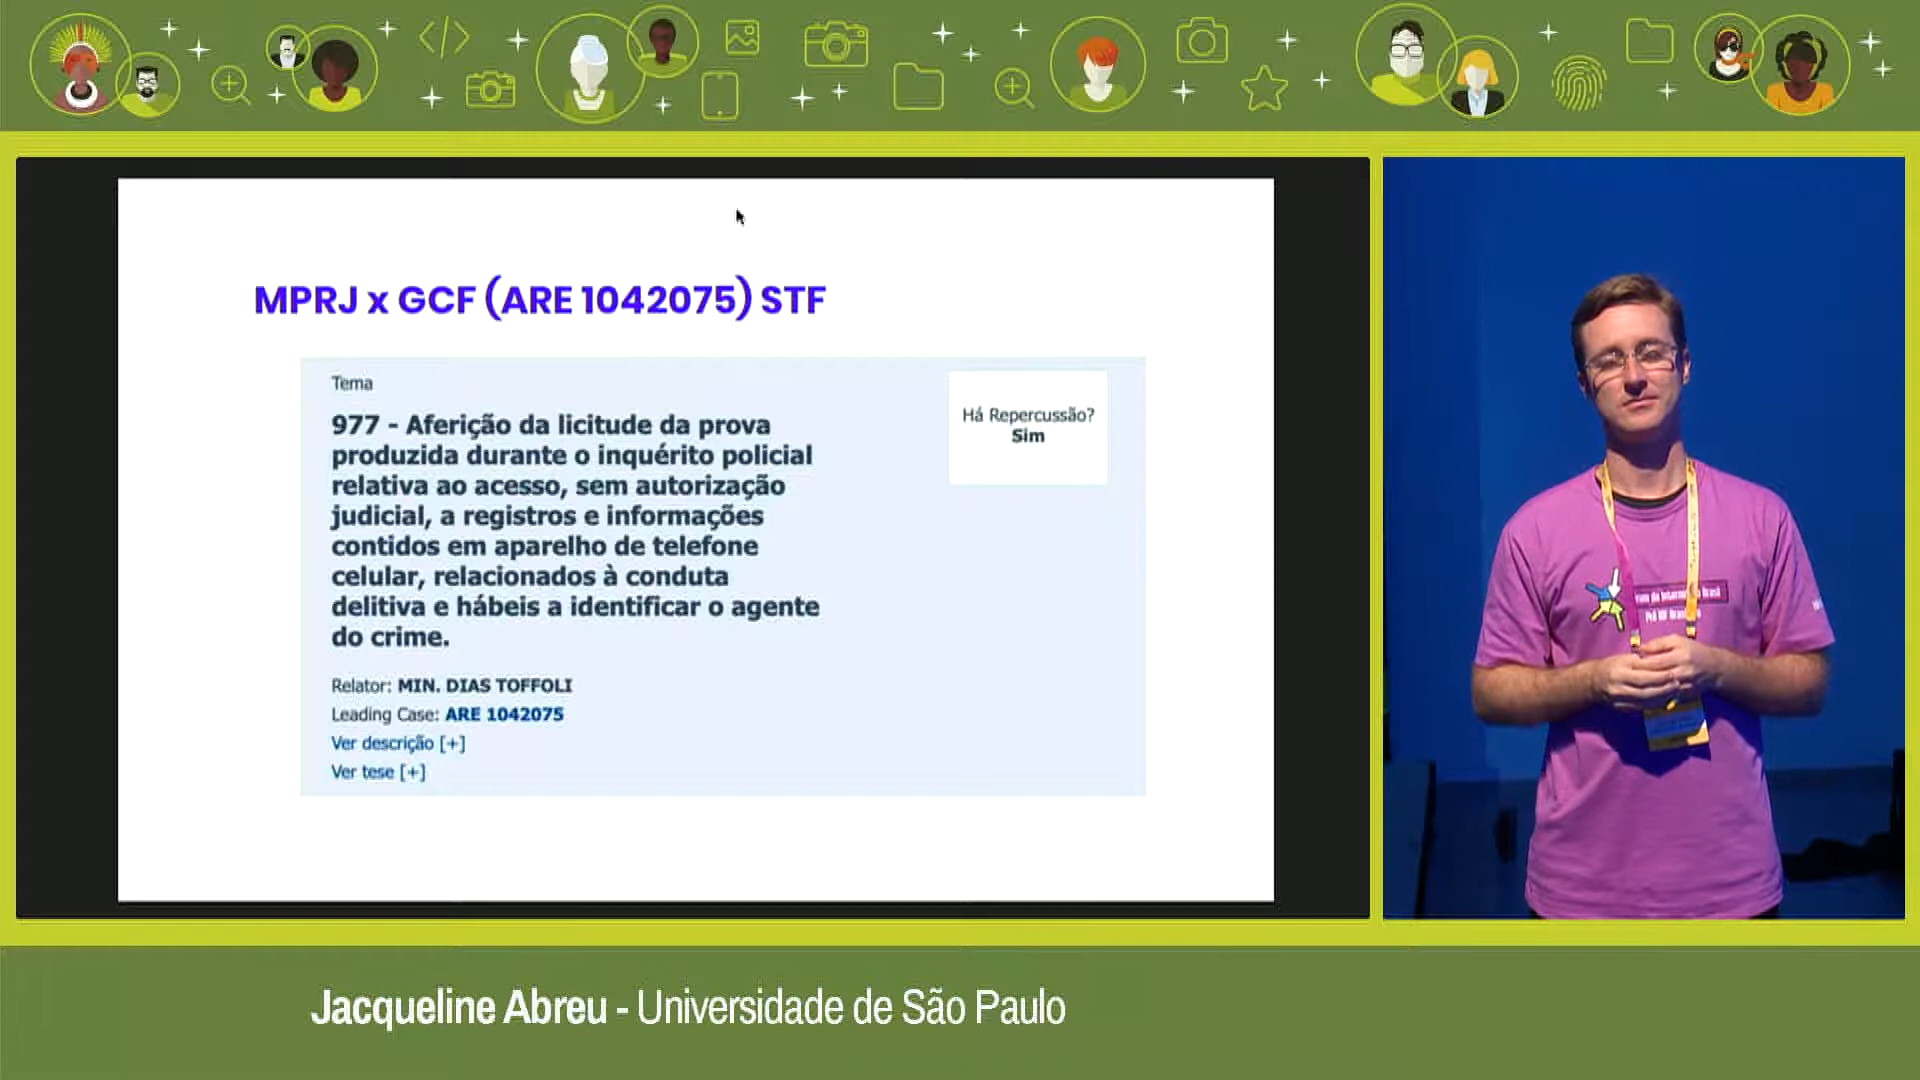 MPRJ x GCF (ARE 1042075) STF
Tema
977 - Aferição da licitude da prova
produzida durante o inquérito policial
relativa ao acesso, sem autorização
judicial, a registros e informações
contidos em aparelho de telefone
celular, relacionados à conduta
delitiva e hábeis a identificar o agente
do crime.
Relator: MIN. DIAS TOFFOLI
Leading Case: ARE 1042075
Ver descrição [+]
Ver tese [+]
Há Repercussão?
Sim
Jacqueline Abreu - Universidade de São Paulo